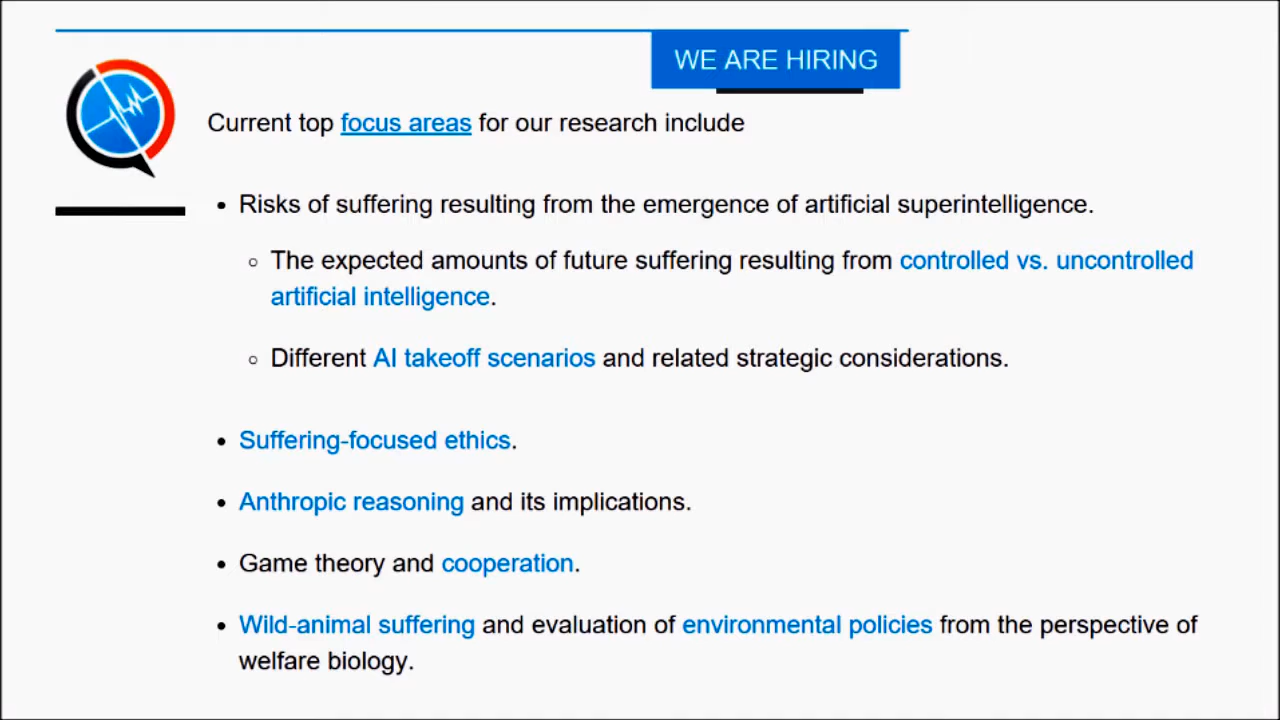 WE ARE HIRING
Current top focus areas for our research include
• Risks of suffering resulting from the emergence of artificial superintelligence.
◦ The expected amounts of future suffering resulting from controlled vs. uncontrolled
artificial intelligence.
◦ Different AI takeoff scenarios and related strategic considerations.
• Suffering-focused ethics.
• Anthropic reasoning and its implications.
• Game theory and cooperation.
• Wild-animal suffering and evaluation of environmental policies from the perspective of
welfare biology.